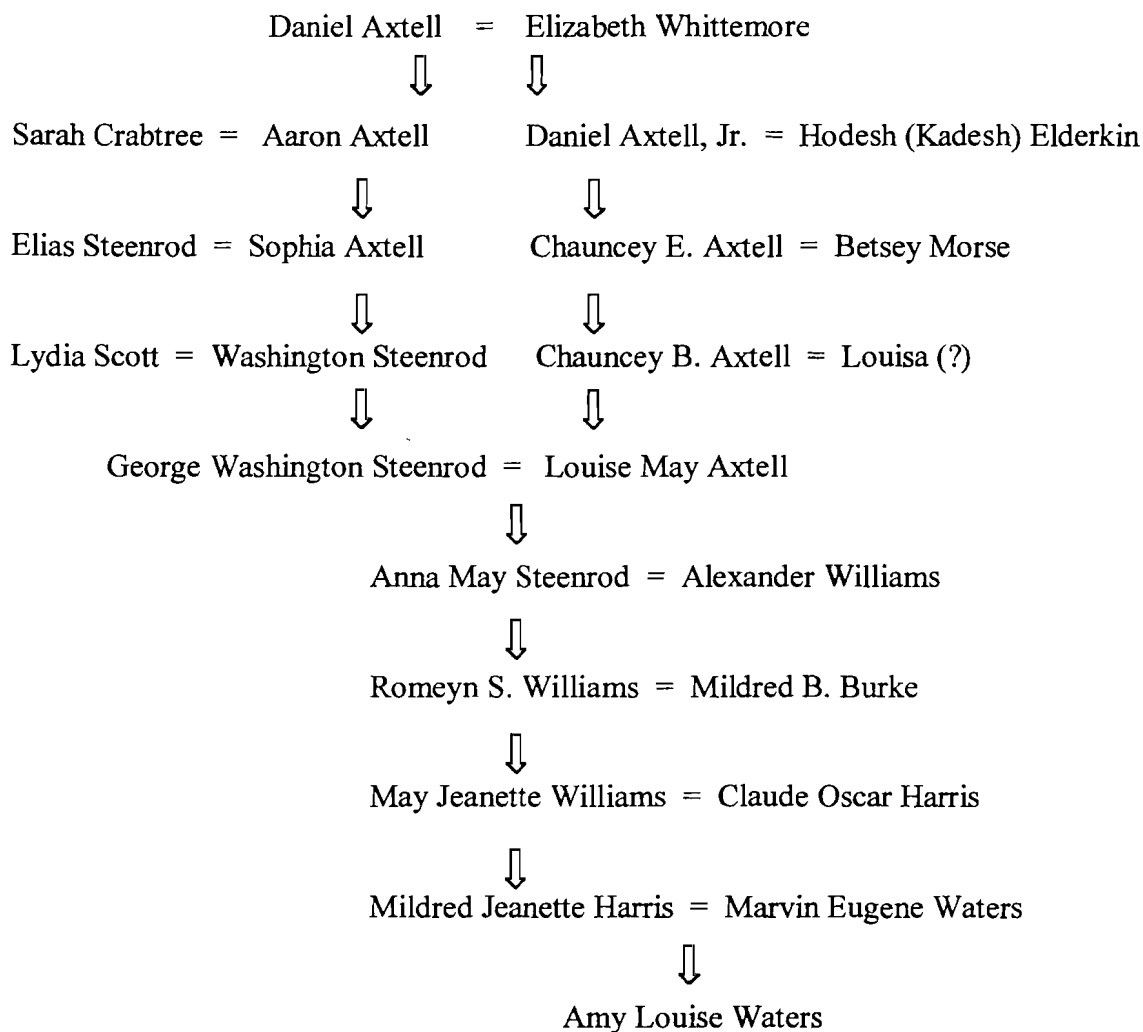 Daniel Axtell = Elizabeth Whittemore
⇓ ⇓
Sarah Crabtree = Aaron Axtell Daniel Axtell, Jr. = Hodesh (Kadesh) Elderkin
⇓ ⇓
Elias Steenrod = Sophia Axtell Chauncey E. Axtell = Betsey Morse
⇓ ⇓
Lydia Scott = Washington Steenrod Chauncey B. Axtell = Louisa (?)
⇓ ⇓
George Washington Steenrod = Louise May Axtell
⇓
Anna May Steenrod = Alexander Williams
⇓
Romeyn S. Williams = Mildred B. Burke
⇓
May Jeanette Williams = Claude Oscar Harris
⇓
Mildred Jeanette Harris = Marvin Eugene Waters
⇓
Amy Louise Waters